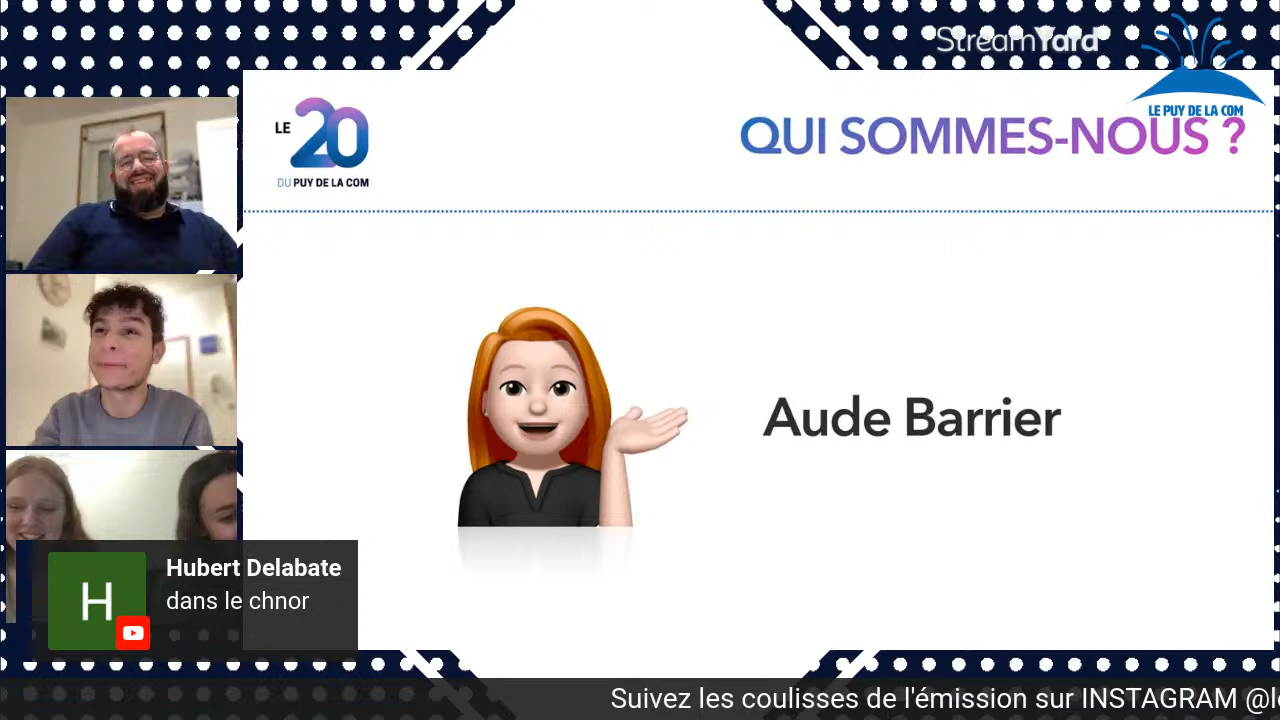 StreamYard
LE PUY DE LA COM
LE 20
DU PUY DE LA COM
QUI SOMMES-NOUS ?
Aude Barrier
H
Hubert Delabate
dans le chnor
Suivez les coulisses de l'émission sur INSTAGRAM